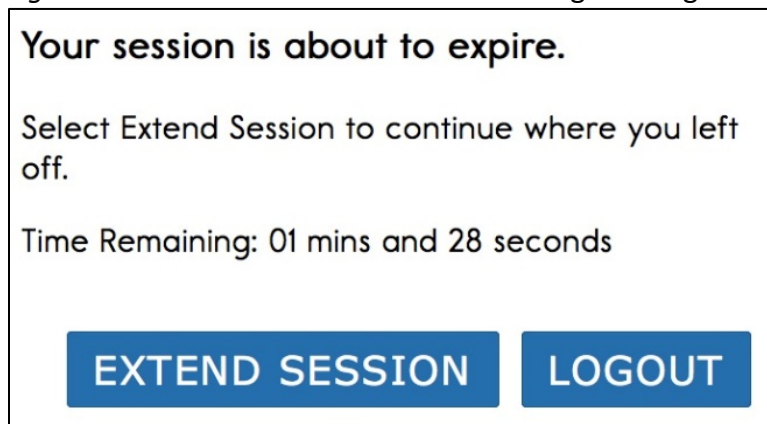 Your session is about to expire.
Select Extend Session to continue where you left
off.
Time Remaining: 01 mins and 28 seconds
EXTEND SESSION LOGOUT